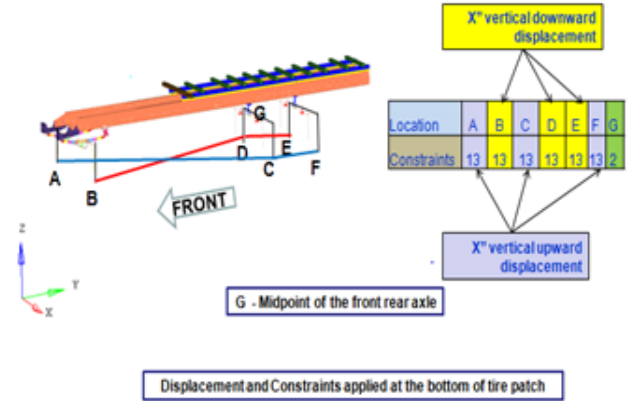 X" vertical downward
displacement
Location A B C D E F G
Constraints 13 13 13 13 13 13 2
X" vertical upward
displacement
G
A
B
D
C
E
F
FRONT
Z
Y
X
G - Midpoint of the front rear axle
Displacement and Constraints applied at the bottom of tire patch